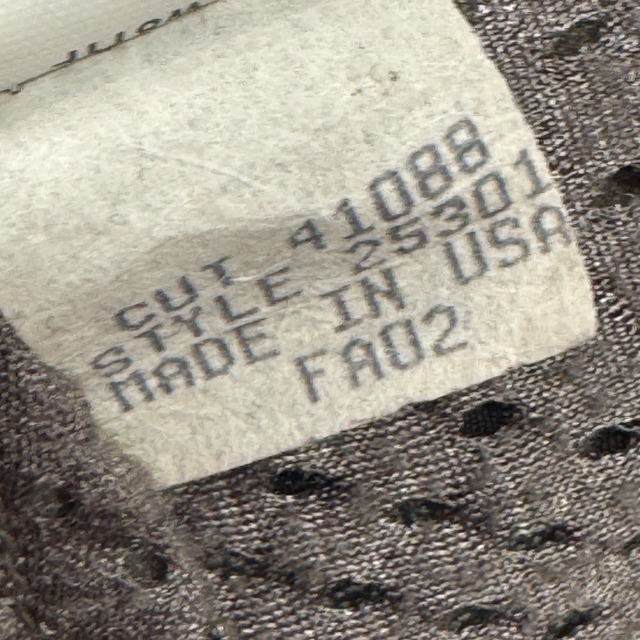 CUT 41088
STYLE 25301
MADE IN USA
FA02